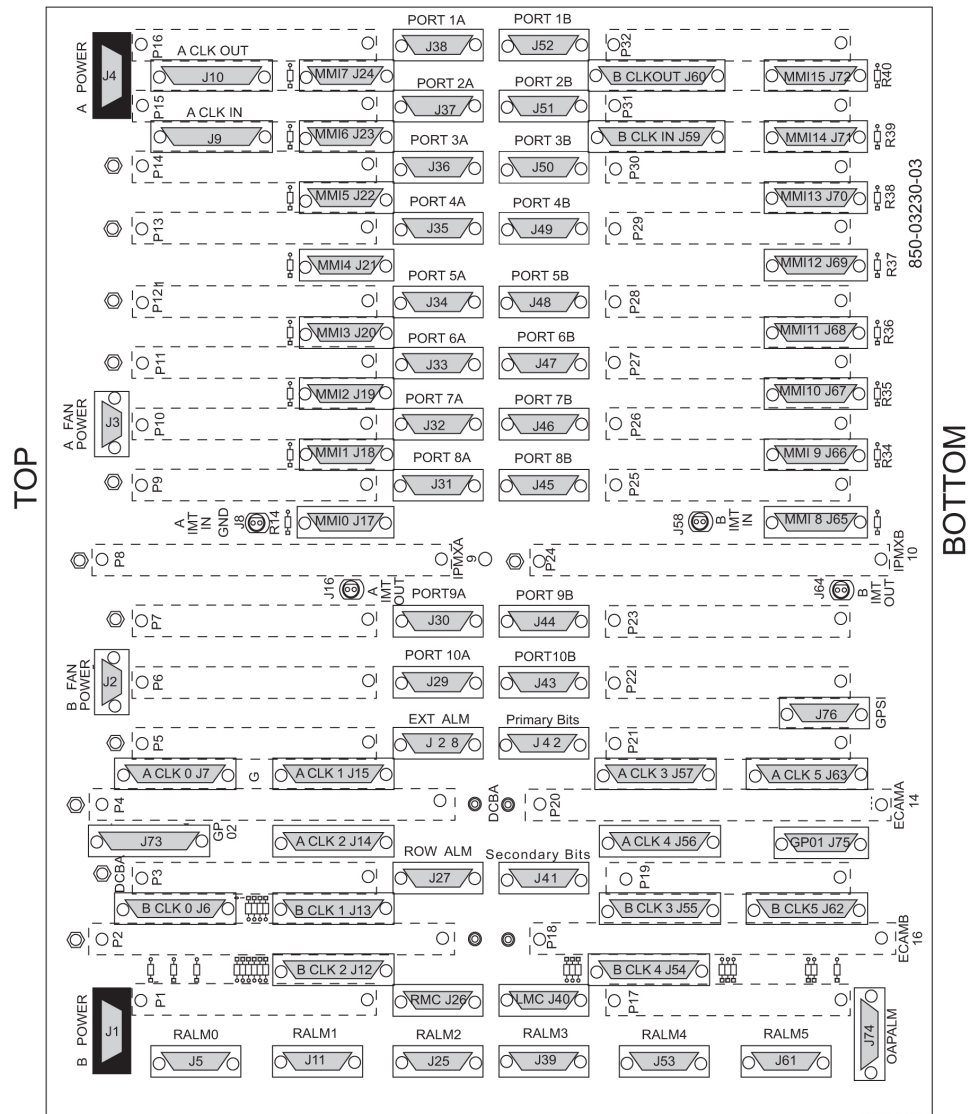 PORT 1A
PORT 1B
P16
J38
J52
P32
A POWER
J4
A CLK OUT
J10
MMI7 J24
B CLKOUT J60
MMI15 J72
R40
PORT 2A
PORT 2B
P15
J37
J51
P31
A CLK IN
J9
MMI6 J23
B CLK IN J59
MMI14 J71
R39
PORT 3A
PORT 3B
P14
J36
J50
P30
850-03230-03
MMI5 J22
MMI13 J70
R38
PORT 4A
PORT 4B
P13
J35
J49
P29
MMI4 J21
MMI12 J69
R37
PORT 5A
PORT 5B
P121
J34
J48
P28
MMI3 J20
MMI11 J68
R36
PORT 6A
PORT 6B
P11
J33
J47
P27
MMI2 J19
MMI10 J67
R35
A FAN
POWER
J3
PORT 7A
PORT 7B
P10
J32
J46
P26
MMI1 J18
MMI 9 J66
R34
TOP
BOTTOM
PORT 8A
PORT 8B
P9
J31
J45
P25
A
IMT
IN
GND
J8
R14
MMI0 J17
J58
B
IMT
IN
MMI 8 J65
P8
IPMXA
9
P24
IPMXB
10
J16
A
IMT
OUT
J64
B
IMT
OUT
PORT9A
PORT 9B
P7
J30
J44
P23
B FAN
POWER
J2
PORT 10A
PORT10B
P6
J29
J43
P22
J76
GPSI
EXT ALM
Primary Bits
P5
J 2 8
J 4 2
P21
A CLK 0 J7
G
A CLK 1 J15
A CLK 3 J57
A CLK 5 J63
P4
DCBA
P20
ECAMA
14
J73
GP
02
A CLK 2 J14
A CLK 4 J56
GP01 J75
ROW ALM
Secondary Bits
DCBA
P3
J27
J41
P19
B CLK 0 J6
B CLK 1 J13
B CLK 3 J55
B CLK5 J62
P2
P18
ECAMB
16
B CLK 2 J12
B CLK 4 J54
B POWER
J1
P1
RMC J26
LMC J40
P17
J74
OAPALM
RALM0
RALM1
RALM2
RALM3
RALM4
RALM5
J5
J11
J25
J39
J53
J61